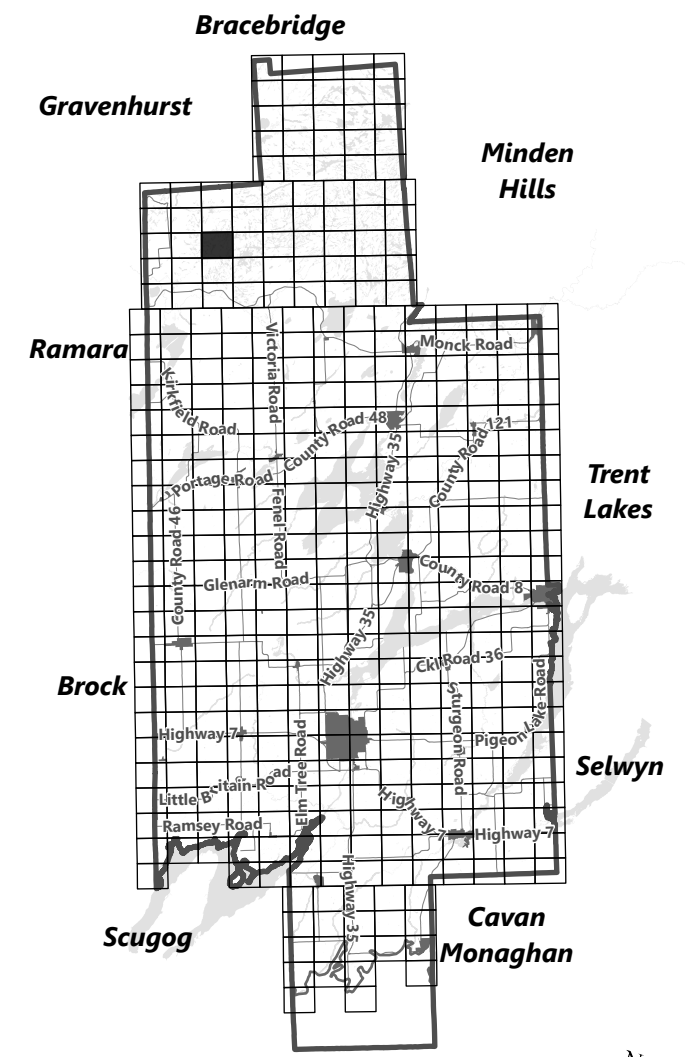 Bracebridge
Gravenhurst
Minden
Hills
Ramara
Monck Road
Victoria Road
Kirkfield Road
County Road 48
County Road 121
Highway 35
Portage Road
Trent
Lakes
Fenel Road
County Road 46
Glenarm Road
County Road 8
Highway 35
Ckl Road 36
Brock
Sturgeon Road
Pigeon Lake Road
Highway 7
Elm Tree Road
Selwyn
Little Britain Road
Highway 7
Highway 7
Ramsey Road
Highway 35
Scugog
Cavan
Monaghan